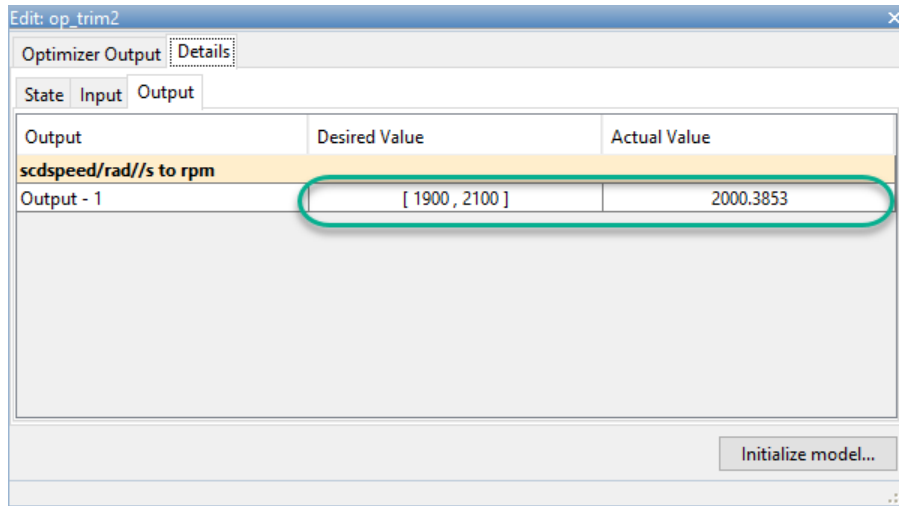 Edit: op_trim2
Optimizer Output Details
State Input Output
Output Desired Value Actual Value
scdspeed/rad//s to rpm
Output - 1 [ 1900 , 2100 ] 2000.3853
Initialize model...